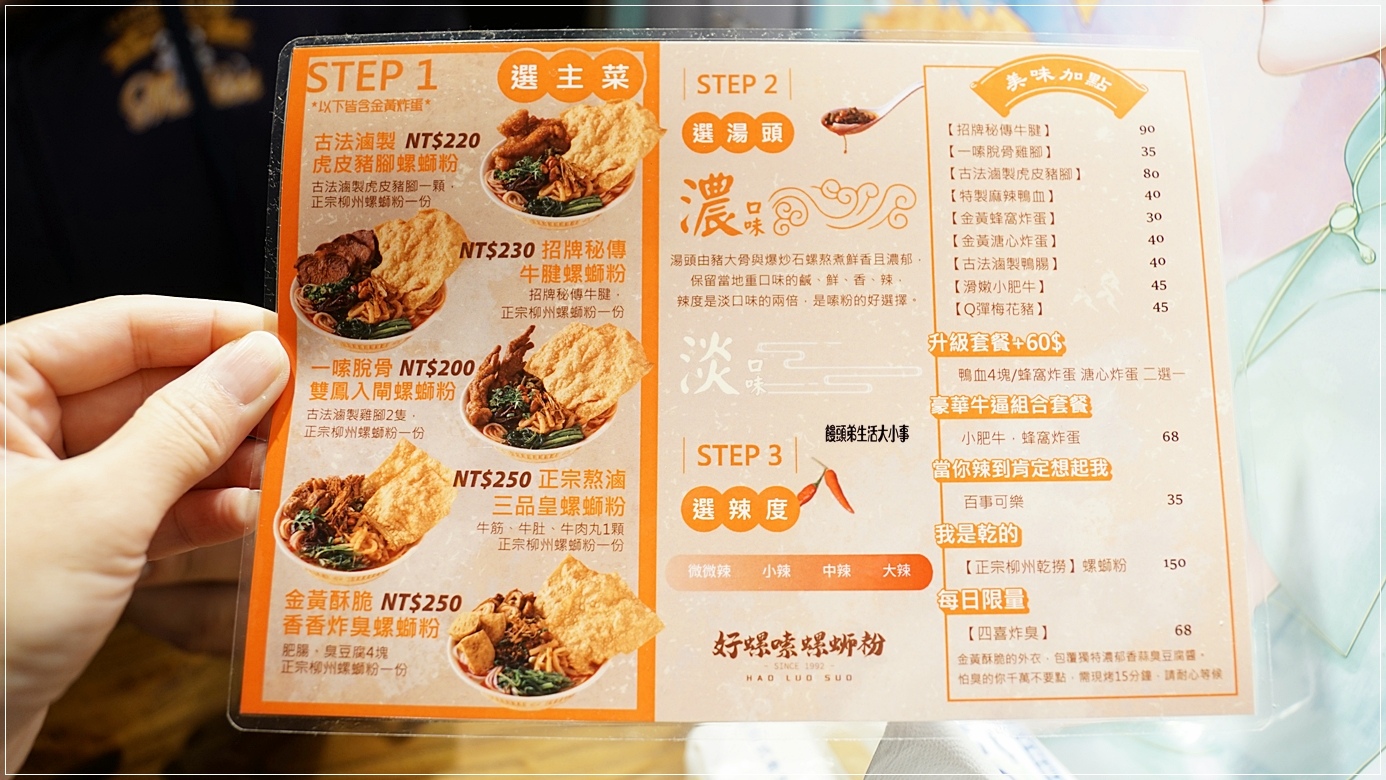 STEP 1
選主菜
*以下皆含金黃炸蛋*
古法滷製 NT$220
虎皮豬腳螺螄粉
古法滷製虎皮豬腳一顆，
正宗柳州螺螄粉一份
NT$230 招牌秘傳
牛腱螺螄粉
招牌秘傳牛腱，
正宗柳州螺螄粉一份
一嗦脫骨 NT$200
雙鳳入閘螺螄粉
古法滷製雞腳2隻，
正宗柳州螺螄粉一份
NT$250 正宗熬滷
三品皇螺螄粉
牛筋、牛肚、牛肉丸1顆
正宗柳州螺螄粉一份
金黃酥脆 NT$250
香香炸臭螺螄粉
肥腸，臭豆腐4塊
正宗柳州螺螄粉一份
STEP 2
選湯頭
濃口味
湯頭由豬大骨與爆炒石螺熬煮鮮香且濃郁，
保留當地重口味的鹹、鮮、香、辣，
辣度是淡口味的兩倍，是嗦粉的好選擇。
淡口味
饅頭弟生活大小事
STEP 3
選辣度
微微辣 小辣 中辣 大辣
好螺嗦螺螄粉
- SINCE 1992 -
HAO LUO SUO
美味加點
【招牌秘傳牛腱】 90
【一嗦脫骨雞腳】 35
【古法滷製虎皮豬腳】 80
【特製麻辣鴨血】 40
【金黃蜂窩炸蛋】 30
【金黃溏心炸蛋】 40
【古法滷製鴨腸】 40
【滑嫩小肥牛】 45
【Q彈梅花豬】 45
升級套餐+60$
鴨血4塊/蜂窩炸蛋 溏心炸蛋 二選一
豪華牛逼組合套餐
小肥牛，蜂窩炸蛋 68
當你辣到肯定想起我
百事可樂 35
我是乾的
【正宗柳州乾撈】螺螄粉 150
每日限量
【四喜炸臭】 68
金黃酥脆的外衣，包覆獨特濃郁香蒜臭豆腐醬。
怕臭的你千萬不要點，需現烤15分鐘，請耐心等候